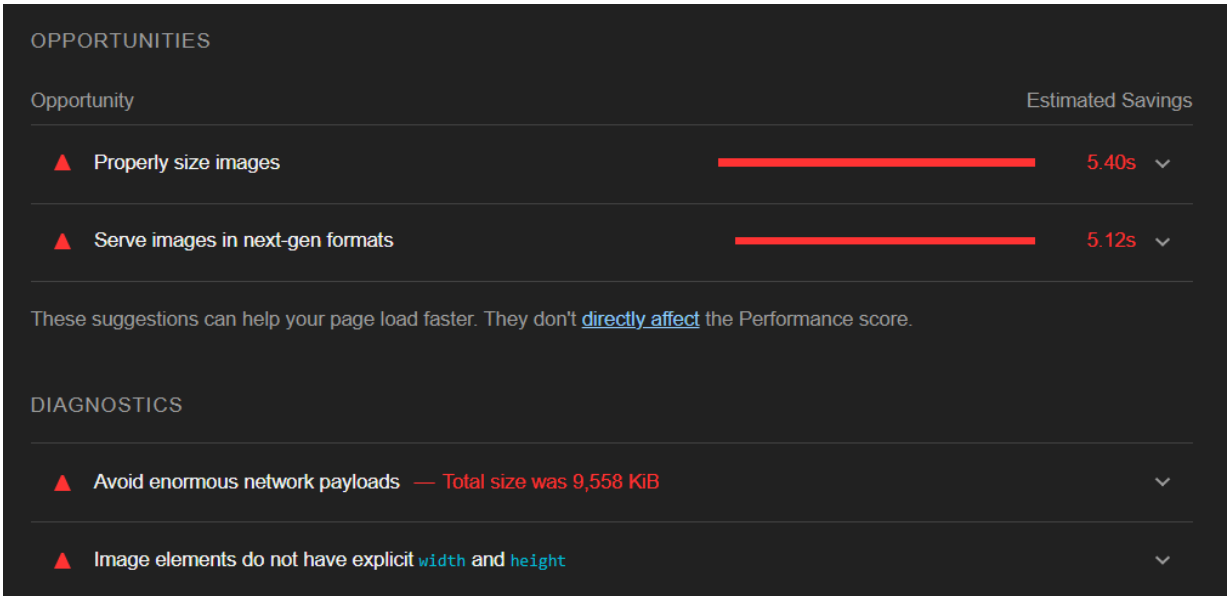 OPPORTUNITIES
Opportunity Estimated Savings
Properly size images 5.40s
Serve images in next-gen formats 5.12s
These suggestions can help your page load faster. They don't directly affect the Performance score.
DIAGNOSTICS
Avoid enormous network payloads — Total size was 9,558 KiB
Image elements do not have explicit width and height